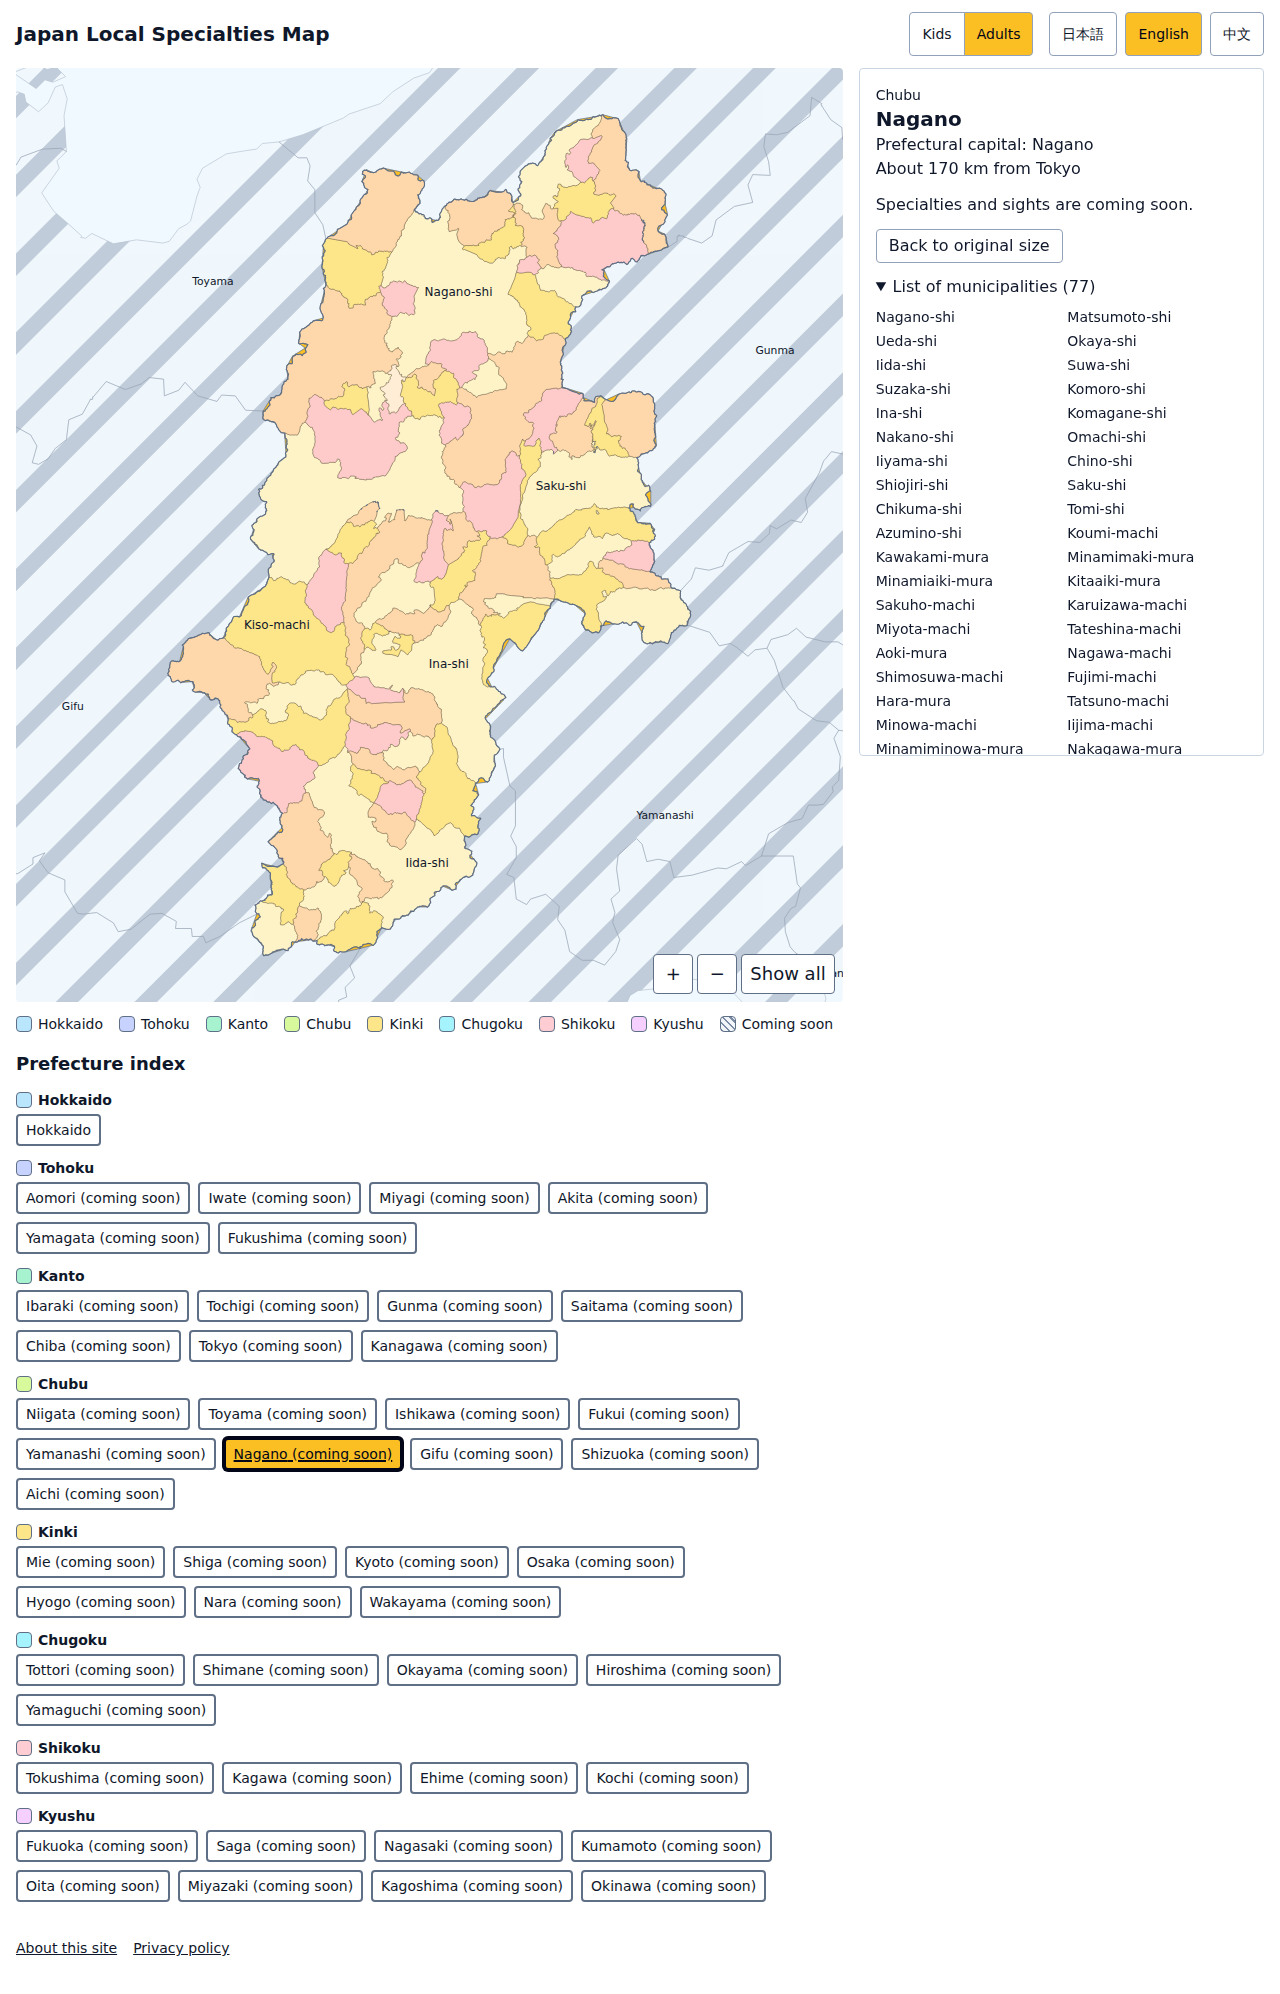 Japan Local Specialties Map
Kids Adults 日本語 English 中文
Chubu
Nagano
Prefectural capital: Nagano
About 170 km from Tokyo
Specialties and sights are coming soon.
Back to original size
▼ List of municipalities (77)
Nagano-shi Matsumoto-shi
Ueda-shi Okaya-shi
Iida-shi Suwa-shi
Suzaka-shi Komoro-shi
Ina-shi Komagane-shi
Nakano-shi Omachi-shi
Iiyama-shi Chino-shi
Shiojiri-shi Saku-shi
Chikuma-shi Tomi-shi
Azumino-shi Koumi-machi
Kawakami-mura Minamimaki-mura
Minamiaiki-mura Kitaaiki-mura
Sakuho-machi Karuizawa-machi
Miyota-machi Tateshina-machi
Aoki-mura Nagawa-machi
Shimosuwa-machi Fujimi-machi
Hara-mura Tatsuno-machi
Minowa-machi Iijima-machi
Minamiminowa-mura Nakagawa-mura
Toyama
Nagano-shi
Gunma
Saku-shi
Kiso-machi
Ina-shi
Gifu
Yamanashi
Iida-shi
+ − Show all
Hokkaido Tohoku Kanto Chubu Kinki Chugoku Shikoku Kyushu Coming soon
Prefecture index
Hokkaido
Hokkaido
Tohoku
Aomori (coming soon) Iwate (coming soon) Miyagi (coming soon) Akita (coming soon)
Yamagata (coming soon) Fukushima (coming soon)
Kanto
Ibaraki (coming soon) Tochigi (coming soon) Gunma (coming soon) Saitama (coming soon)
Chiba (coming soon) Tokyo (coming soon) Kanagawa (coming soon)
Chubu
Niigata (coming soon) Toyama (coming soon) Ishikawa (coming soon) Fukui (coming soon)
Yamanashi (coming soon) Nagano (coming soon) Gifu (coming soon) Shizuoka (coming soon)
Aichi (coming soon)
Kinki
Mie (coming soon) Shiga (coming soon) Kyoto (coming soon) Osaka (coming soon)
Hyogo (coming soon) Nara (coming soon) Wakayama (coming soon)
Chugoku
Tottori (coming soon) Shimane (coming soon) Okayama (coming soon) Hiroshima (coming soon)
Yamaguchi (coming soon)
Shikoku
Tokushima (coming soon) Kagawa (coming soon) Ehime (coming soon) Kochi (coming soon)
Kyushu
Fukuoka (coming soon) Saga (coming soon) Nagasaki (coming soon) Kumamoto (coming soon)
Oita (coming soon) Miyazaki (coming soon) Kagoshima (coming soon) Okinawa (coming soon)
About this site Privacy policy